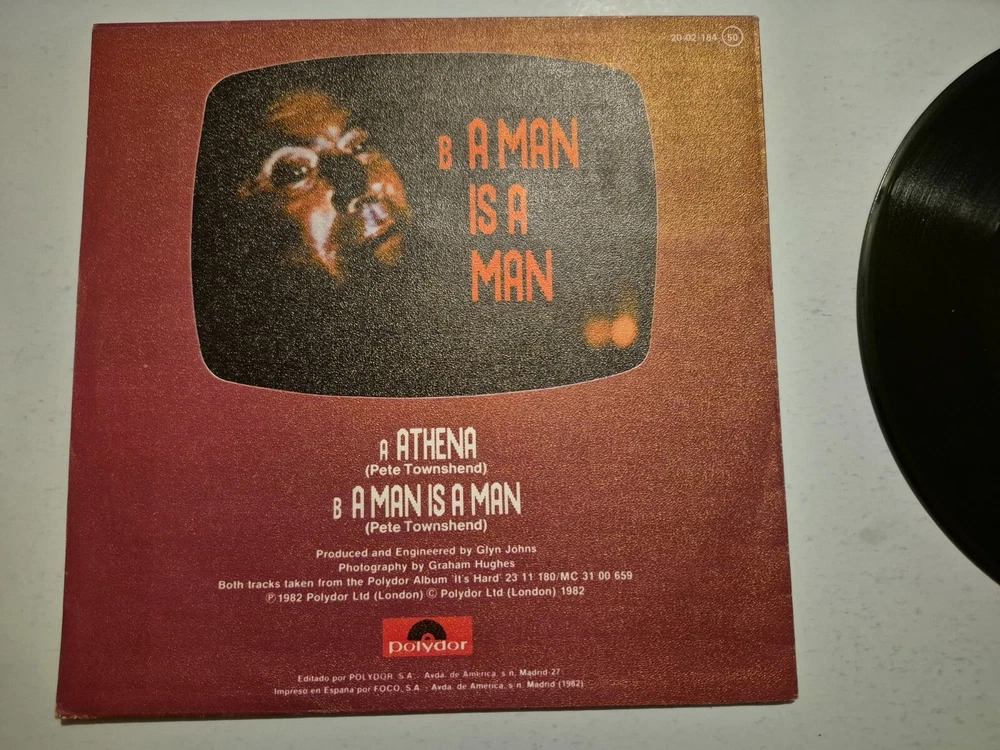 20-02-184 50
B A MAN
IS A
MAN
A ATHENA
(Pete Townshend)
B A MAN IS A MAN
(Pete Townshend)
Produced and Engineered by Glyn Johns
Photography by Graham Hughes
Both tracks taken from the Polydor Album 'It's Hard' 23 11 180/MC 31 00 659
℗ 1982 Polydor Ltd (London) © Polydor Ltd (London) 1982
polydor
Editado por POLYDOR, S.A. - Avda. de América, s/n. Madrid-27
Impreso en España por FOCO, S.A. - Avda. de América, s/n. Madrid (1982)